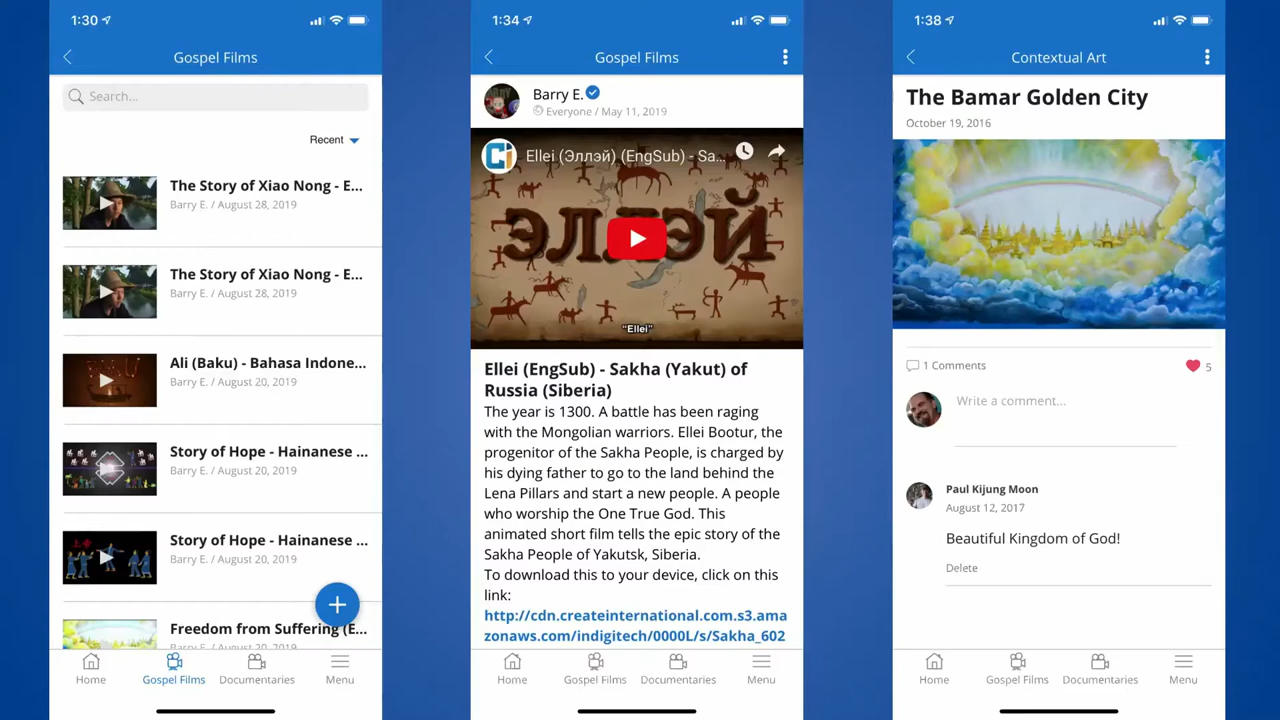 1:30
Gospel Films
Search...
Recent
The Story of Xiao Nong - E...
Barry E. / August 28, 2019
The Story of Xiao Nong - E...
Barry E. / August 28, 2019
Ali (Baku) - Bahasa Indone...
Barry E. / August 20, 2019
Story of Hope - Hainanese ...
Barry E. / August 20, 2019
Story of Hope - Hainanese ...
Barry E. / August 20, 2019
Freedom from Suffering (E...
Barry E. / August 20, 2019
Home
Gospel Films
Documentaries
Menu
1:34
Gospel Films
Barry E.
Everyone / May 11, 2019
Ellei (Эллэй) (EngSub) - Sa...
ЭЛЛЭЙ
“Ellei”
Ellei (EngSub) - Sakha (Yakut) of
Russia (Siberia)
The year is 1300. A battle has been raging
with the Mongolian warriors. Ellei Bootur, the
progenitor of the Sakha People, is charged by
his dying father to go to the land behind the
Lena Pillars and start a new people. A people
who worship the One True God. This
animated short film tells the epic story of the
Sakha People of Yakutsk, Siberia.
To download this to your device, click on this
link:
http://cdn.createinternational.com.s3.ama
zonaws.com/indigitech/0000L/s/Sakha_602
Home
Gospel Films
Documentaries
Menu
1:38
Contextual Art
The Bamar Golden City
October 19, 2016
1 Comments
5
Write a comment...
Paul Kijung Moon
August 12, 2017
Beautiful Kingdom of God!
Delete
Home
Gospel Films
Documentaries
Menu